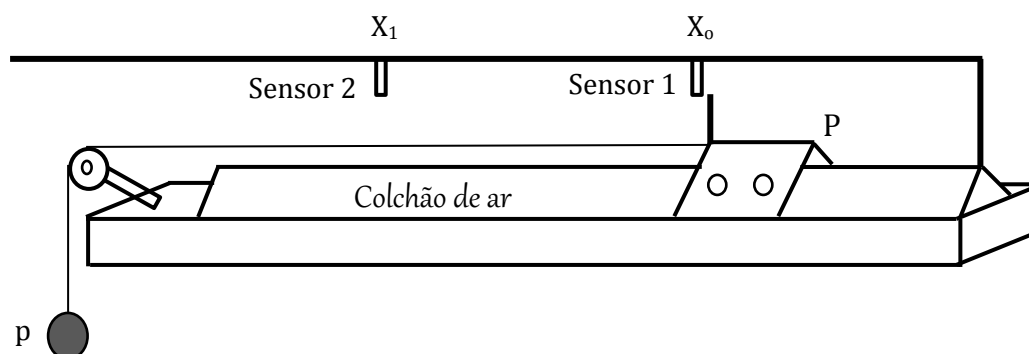 X₁
Xₒ
Sensor 2
Sensor 1
P
Colchão de ar
p